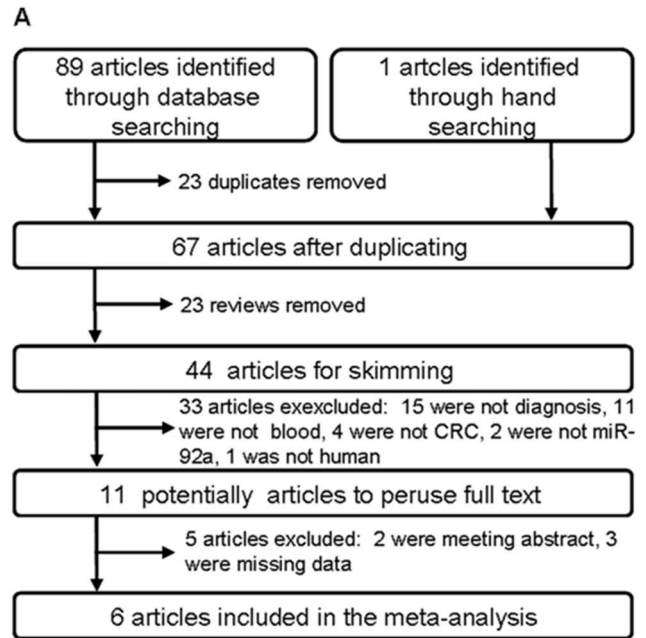 A
89 articles identified
through database
searching
1 artcles identified
through hand
searching
23 duplicates removed
67 articles after duplicating
23 reviews removed
44 articles for skimming
33 articles exexcluded: 15 were not diagnosis, 11
were not blood, 4 were not CRC, 2 were not miR-
92a, 1 was not human
11 potentially articles to peruse full text
5 articles excluded: 2 were meeting abstract, 3
were missing data
6 articles included in the meta-analysis